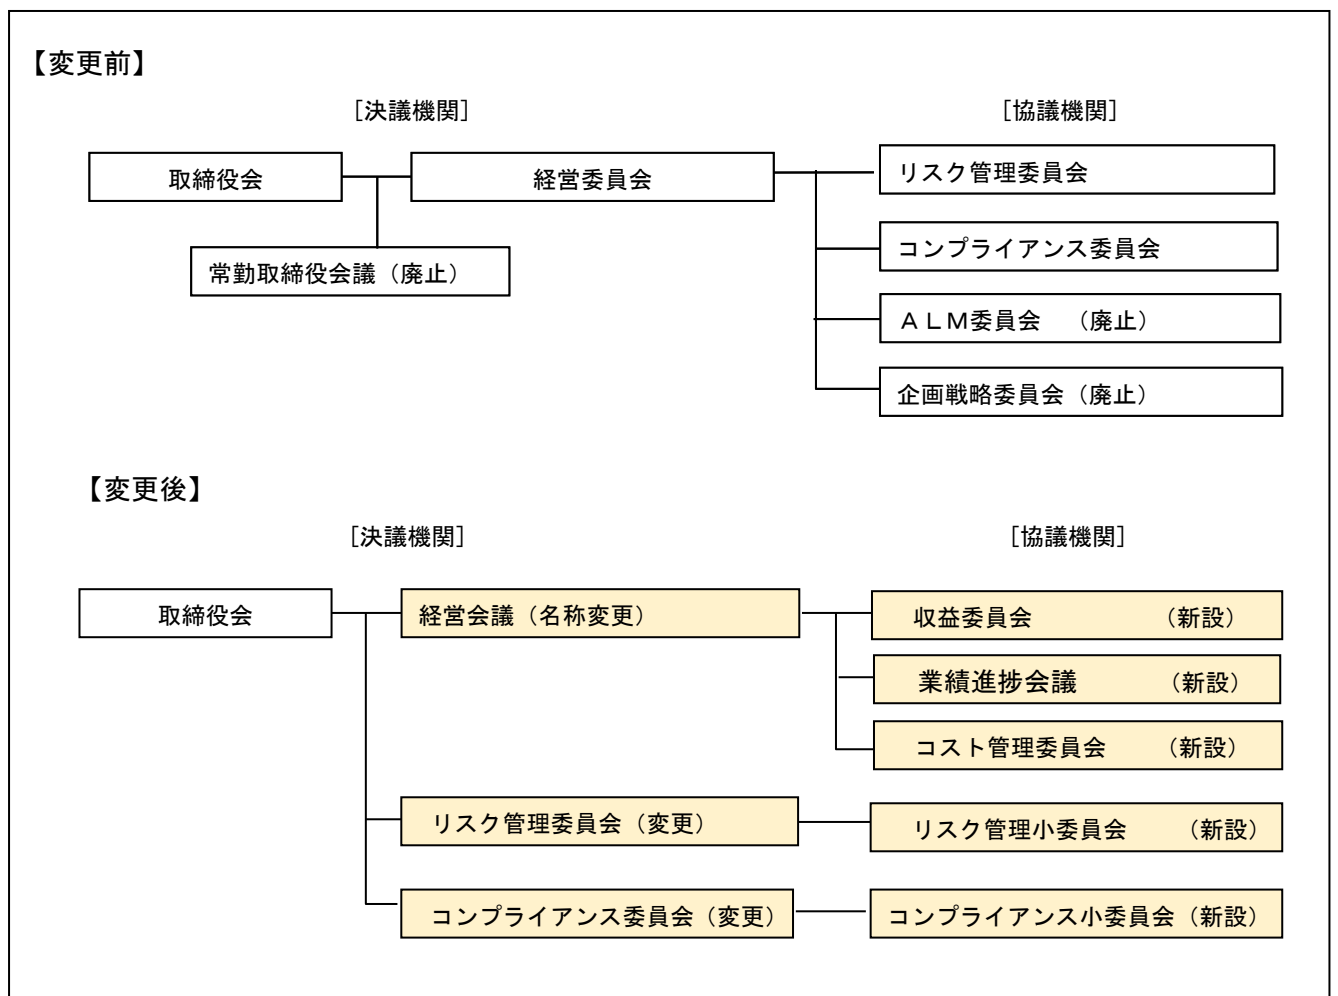 【変更前】
［決議機関］ ［協議機関］
取締役会 経営委員会 リスク管理委員会
コンプライアンス委員会
常勤取締役会議（廃止）
ＡＬＭ委員会 （廃止）
企画戦略委員会（廃止）
【変更後】
［決議機関］ ［協議機関］
取締役会 経営会議（名称変更） 収益委員会 （新設）
業績進捗会議 （新設）
コスト管理委員会 （新設）
リスク管理委員会（変更） リスク管理小委員会 （新設）
コンプライアンス委員会（変更） コンプライアンス小委員会（新設）